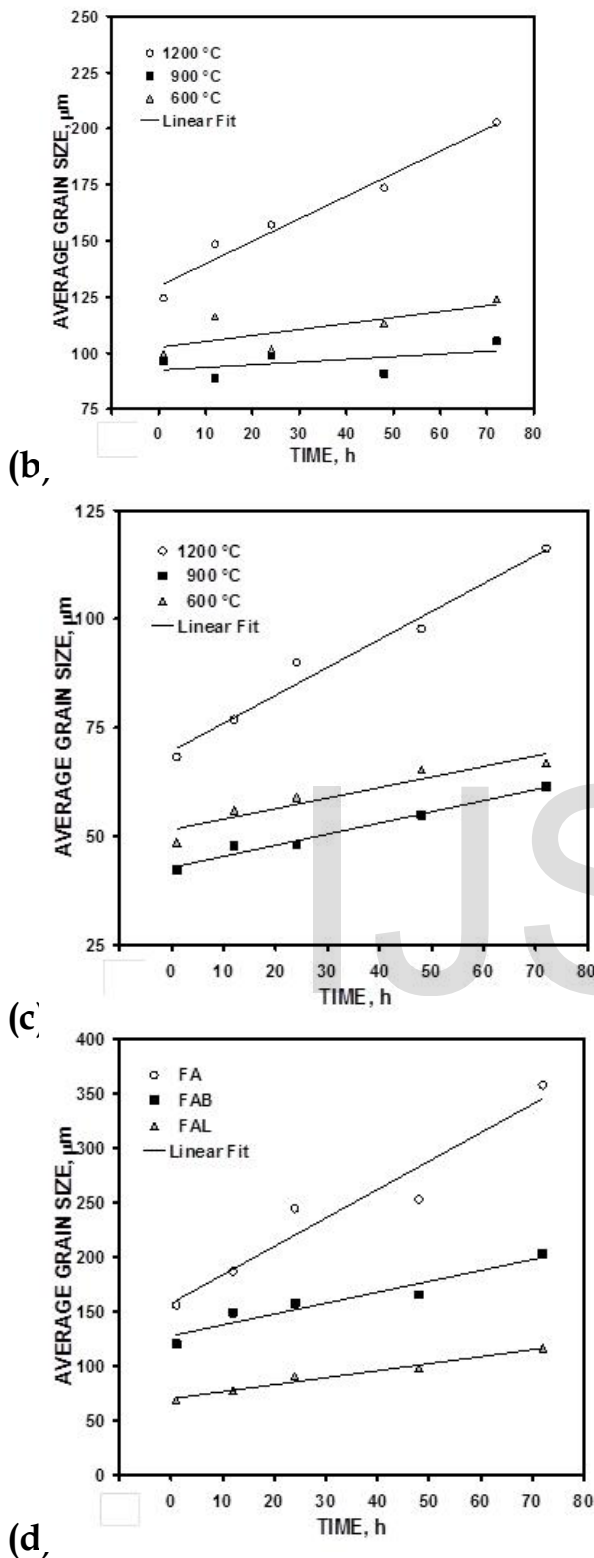 250
225
200
175
150
125
100
75
AVERAGE GRAIN SIZE, µm
1200 °C
900 °C
600 °C
Linear Fit
0 10 20 30 40 50 60 70 80
TIME, h
(b,
125
100
75
50
25
AVERAGE GRAIN SIZE, µm
1200 °C
900 °C
600 °C
Linear Fit
0 10 20 30 40 50 60 70 80
TIME, h
IJS
(c)
400
350
300
250
200
150
100
50
0
AVERAGE GRAIN SIZE, µm
FA
FAB
FAL
Linear Fit
0 10 20 30 40 50 60 70 80
TIME, h
(d,